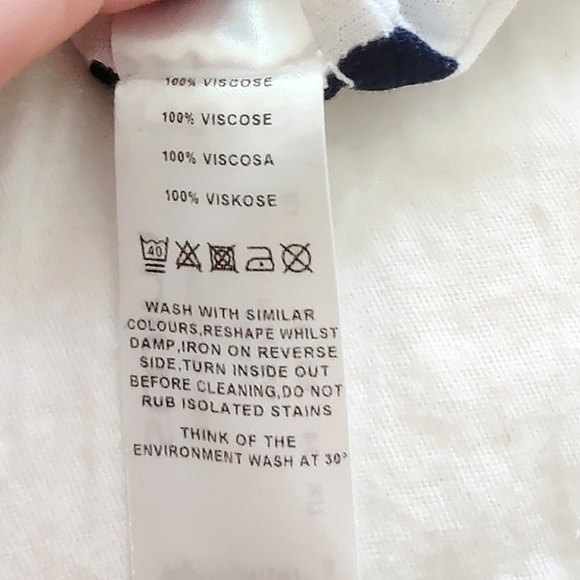 100% VISCOSE
100% VISCOSE
100% VISCOSA
100% VISKOSE
40
WASH WITH SIMILAR
COLOURS,RESHAPE WHILST
DAMP,IRON ON REVERSE
SIDE,TURN INSIDE OUT
BEFORE CLEANING,DO NOT
RUB ISOLATED STAINS
THINK OF THE
ENVIRONMENT WASH AT 30°